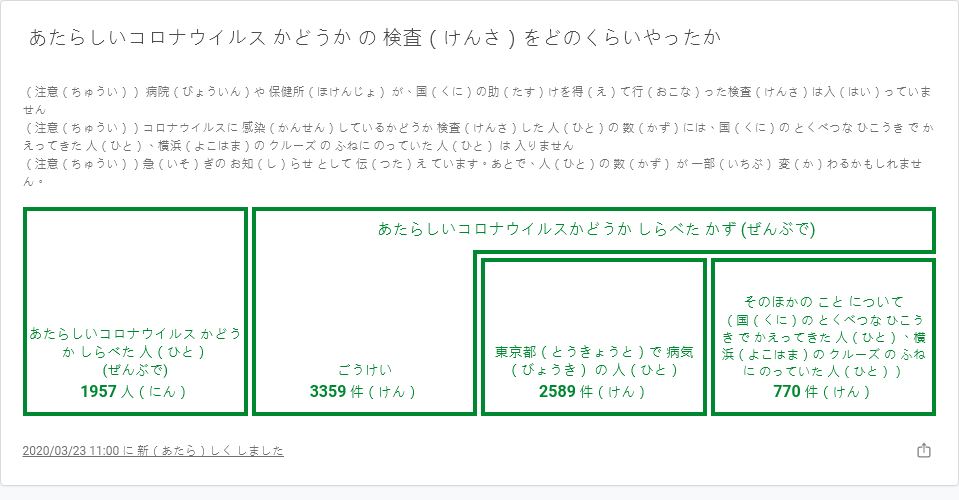 あたらしいコロナウイルス かどうか の 検査 ( けんさ ) をどのくらいやったか
（注意 ( ちゅうい ) ） 病院 ( びょういん ) や 保健所 ( ほけんじょ ） が、国 ( くに ) の助 ( たす ) けを得 ( え ) て行 ( おこな ) った検査 ( けんさ ) は入 ( はい ) っていま
せん
（注意 ( ちゅうい ) ）コロナウイルスに 感染 ( かんせん ) しているかどうか 検査 ( けんさ ) した 人 ( ひと ) の 数 ( かず ) には、国 ( くに ) の とくべつな ひこうき で か
えってきた 人 ( ひと ) 、横浜 ( よこはま ) の クルーズ の ふねに のっていた 人 ( ひと ) は 入りません
（注意 ( ちゅうい ) ）急 ( いそ ) ぎの お知 ( し ) らせ として 伝 ( つた ) え ています。あとで、人 ( ひと ) の 数 ( かず ) が 一部 ( いちぶ ) 変 ( か ) わるかもしれませ
ん。
あたらしいコロナウイルス かどう
か しらべた 人 ( ひと )
(ぜんぶで)
1957 人 ( にん )
あたらしいコロナウイルスかどうか しらべた かず (ぜんぶで)
ごうけい
3359 件 ( けん )
東京都 ( とうきょうと ) で 病気
( びょうき ) の 人 ( ひと )
2589 件 ( けん )
そのほかの こと について
（国 ( くに ) の とくべつな ひこう
き で かえってきた 人 ( ひと ) 、横
浜 ( よこはま ) の クルーズ の ふね
に のっていた 人 ( ひと ) ）
770 件 ( けん )
2020/03/23 11:00 に 新 ( あたら ) しく しました